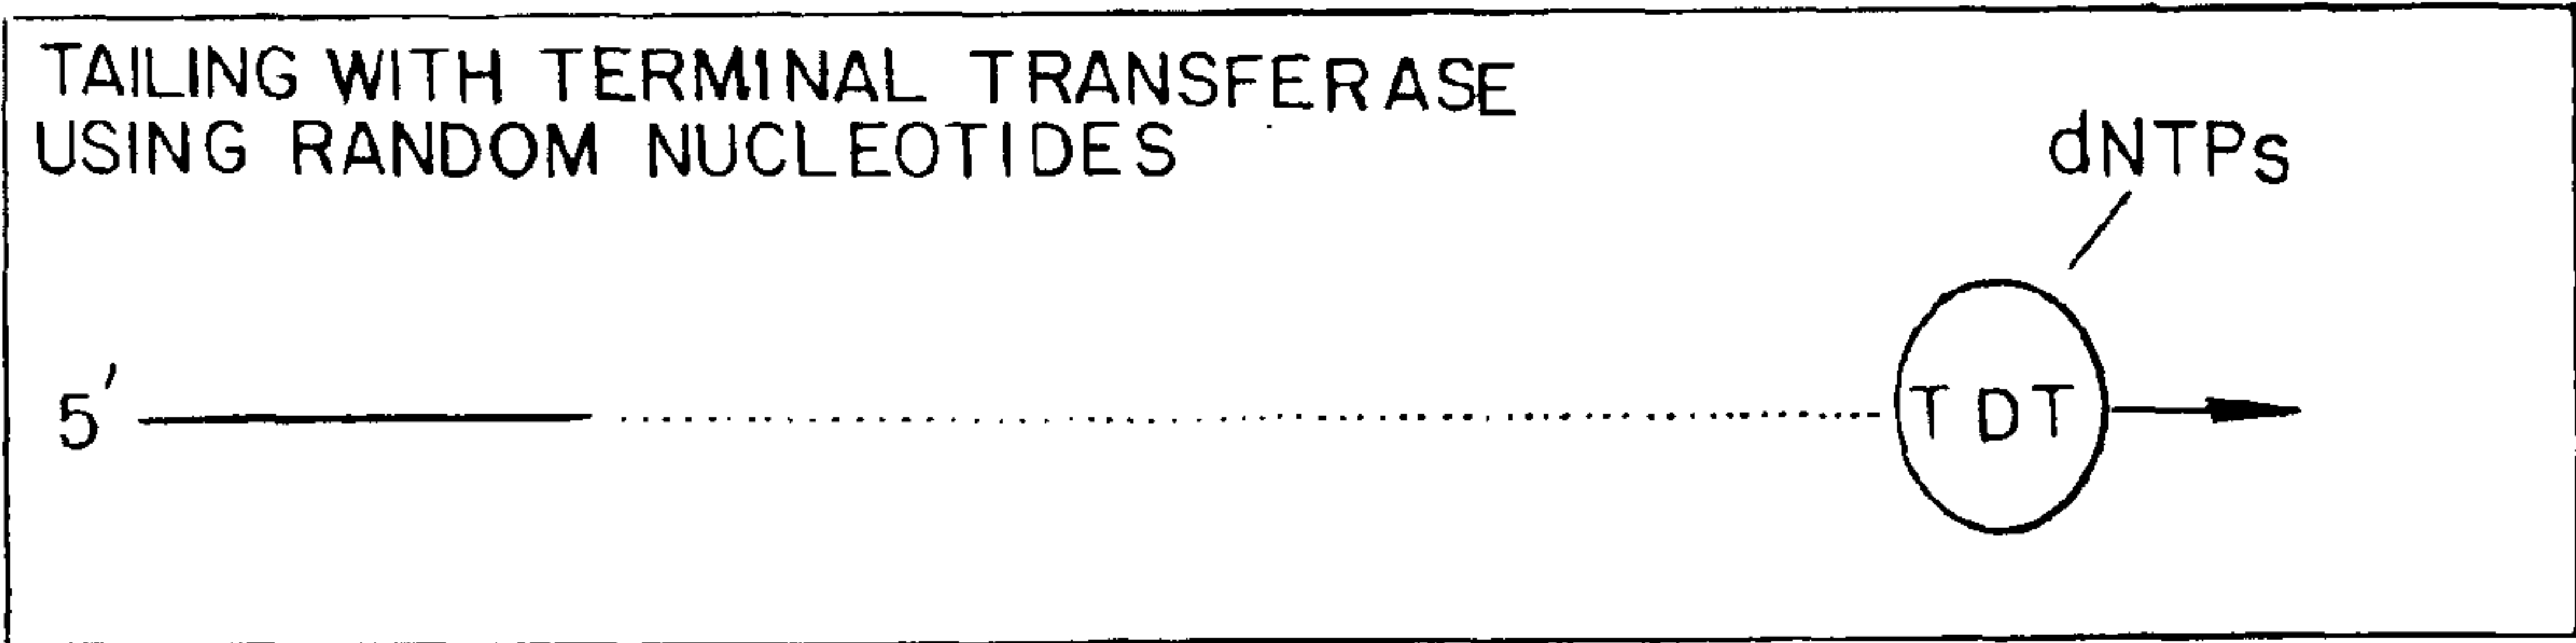 TAILING WITH TERMINAL TRANSFERASE
USING RANDOM NUCLEOTIDES
dNTPs
5'
TDT